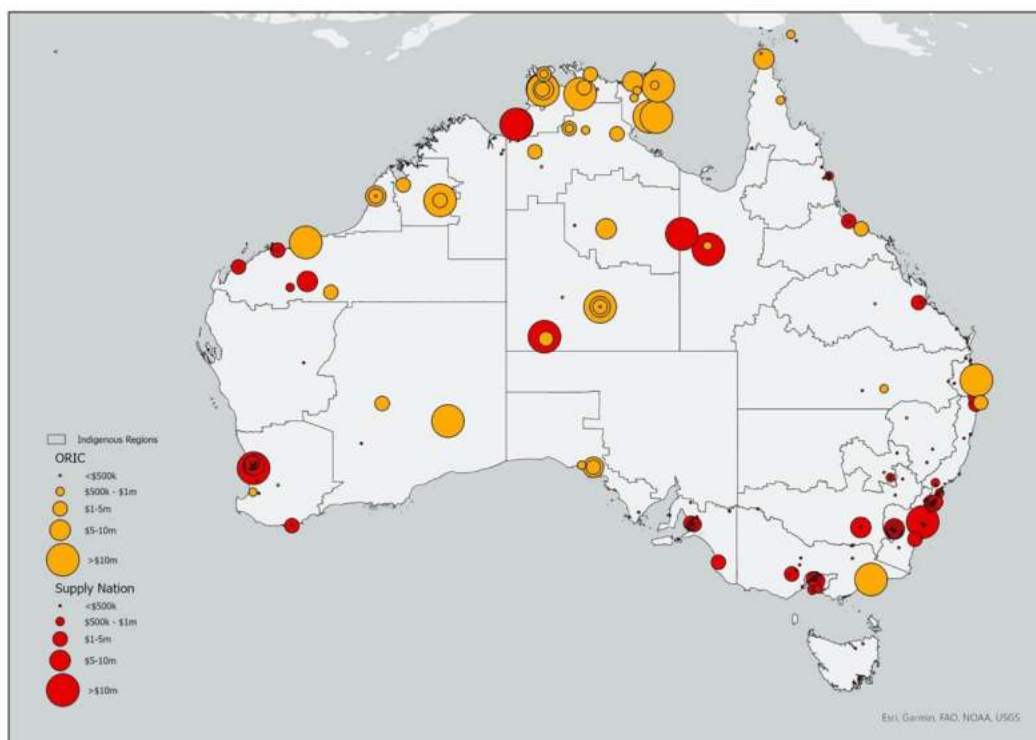 Indigenous Regions
ORIC
<$500k
$500k - $1m
$1-5m
$5-10m
>$10m
Supply Nation
<$500k
$500k - $1m
$1-5m
$5-10m
>$10m
Esri, Garmin, FAO, NOAA, USGS